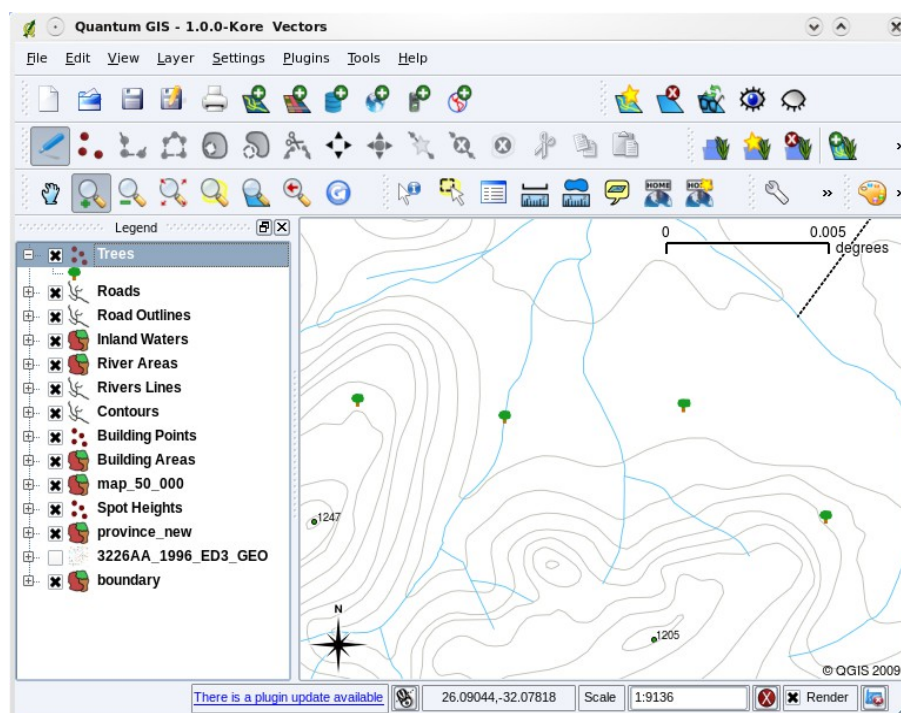 Quantum GIS - 1.0.0-Kore Vectors
File Edit View Layer Settings Plugins Tools Help
HOME HOME
Legend
Trees
Roads
Road Outlines
Inland Waters
River Areas
Rivers Lines
Contours
Building Points
Building Areas
map_50_000
Spot Heights
province_new
3226AA_1996_ED3_GEO
boundary
0 0.005
degrees
1247
1205
N
© QGIS 2009
There is a plugin update available 26.09044,-32.07818 Scale 1:9136 Render